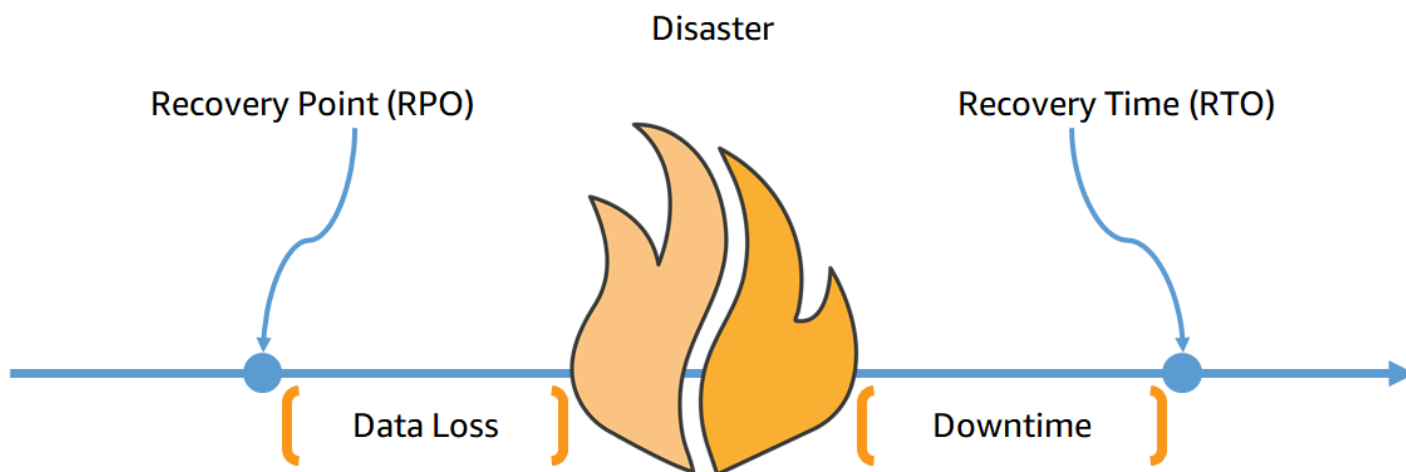 Disaster
Recovery Point (RPO)
Recovery Time (RTO)
Data Loss
Downtime